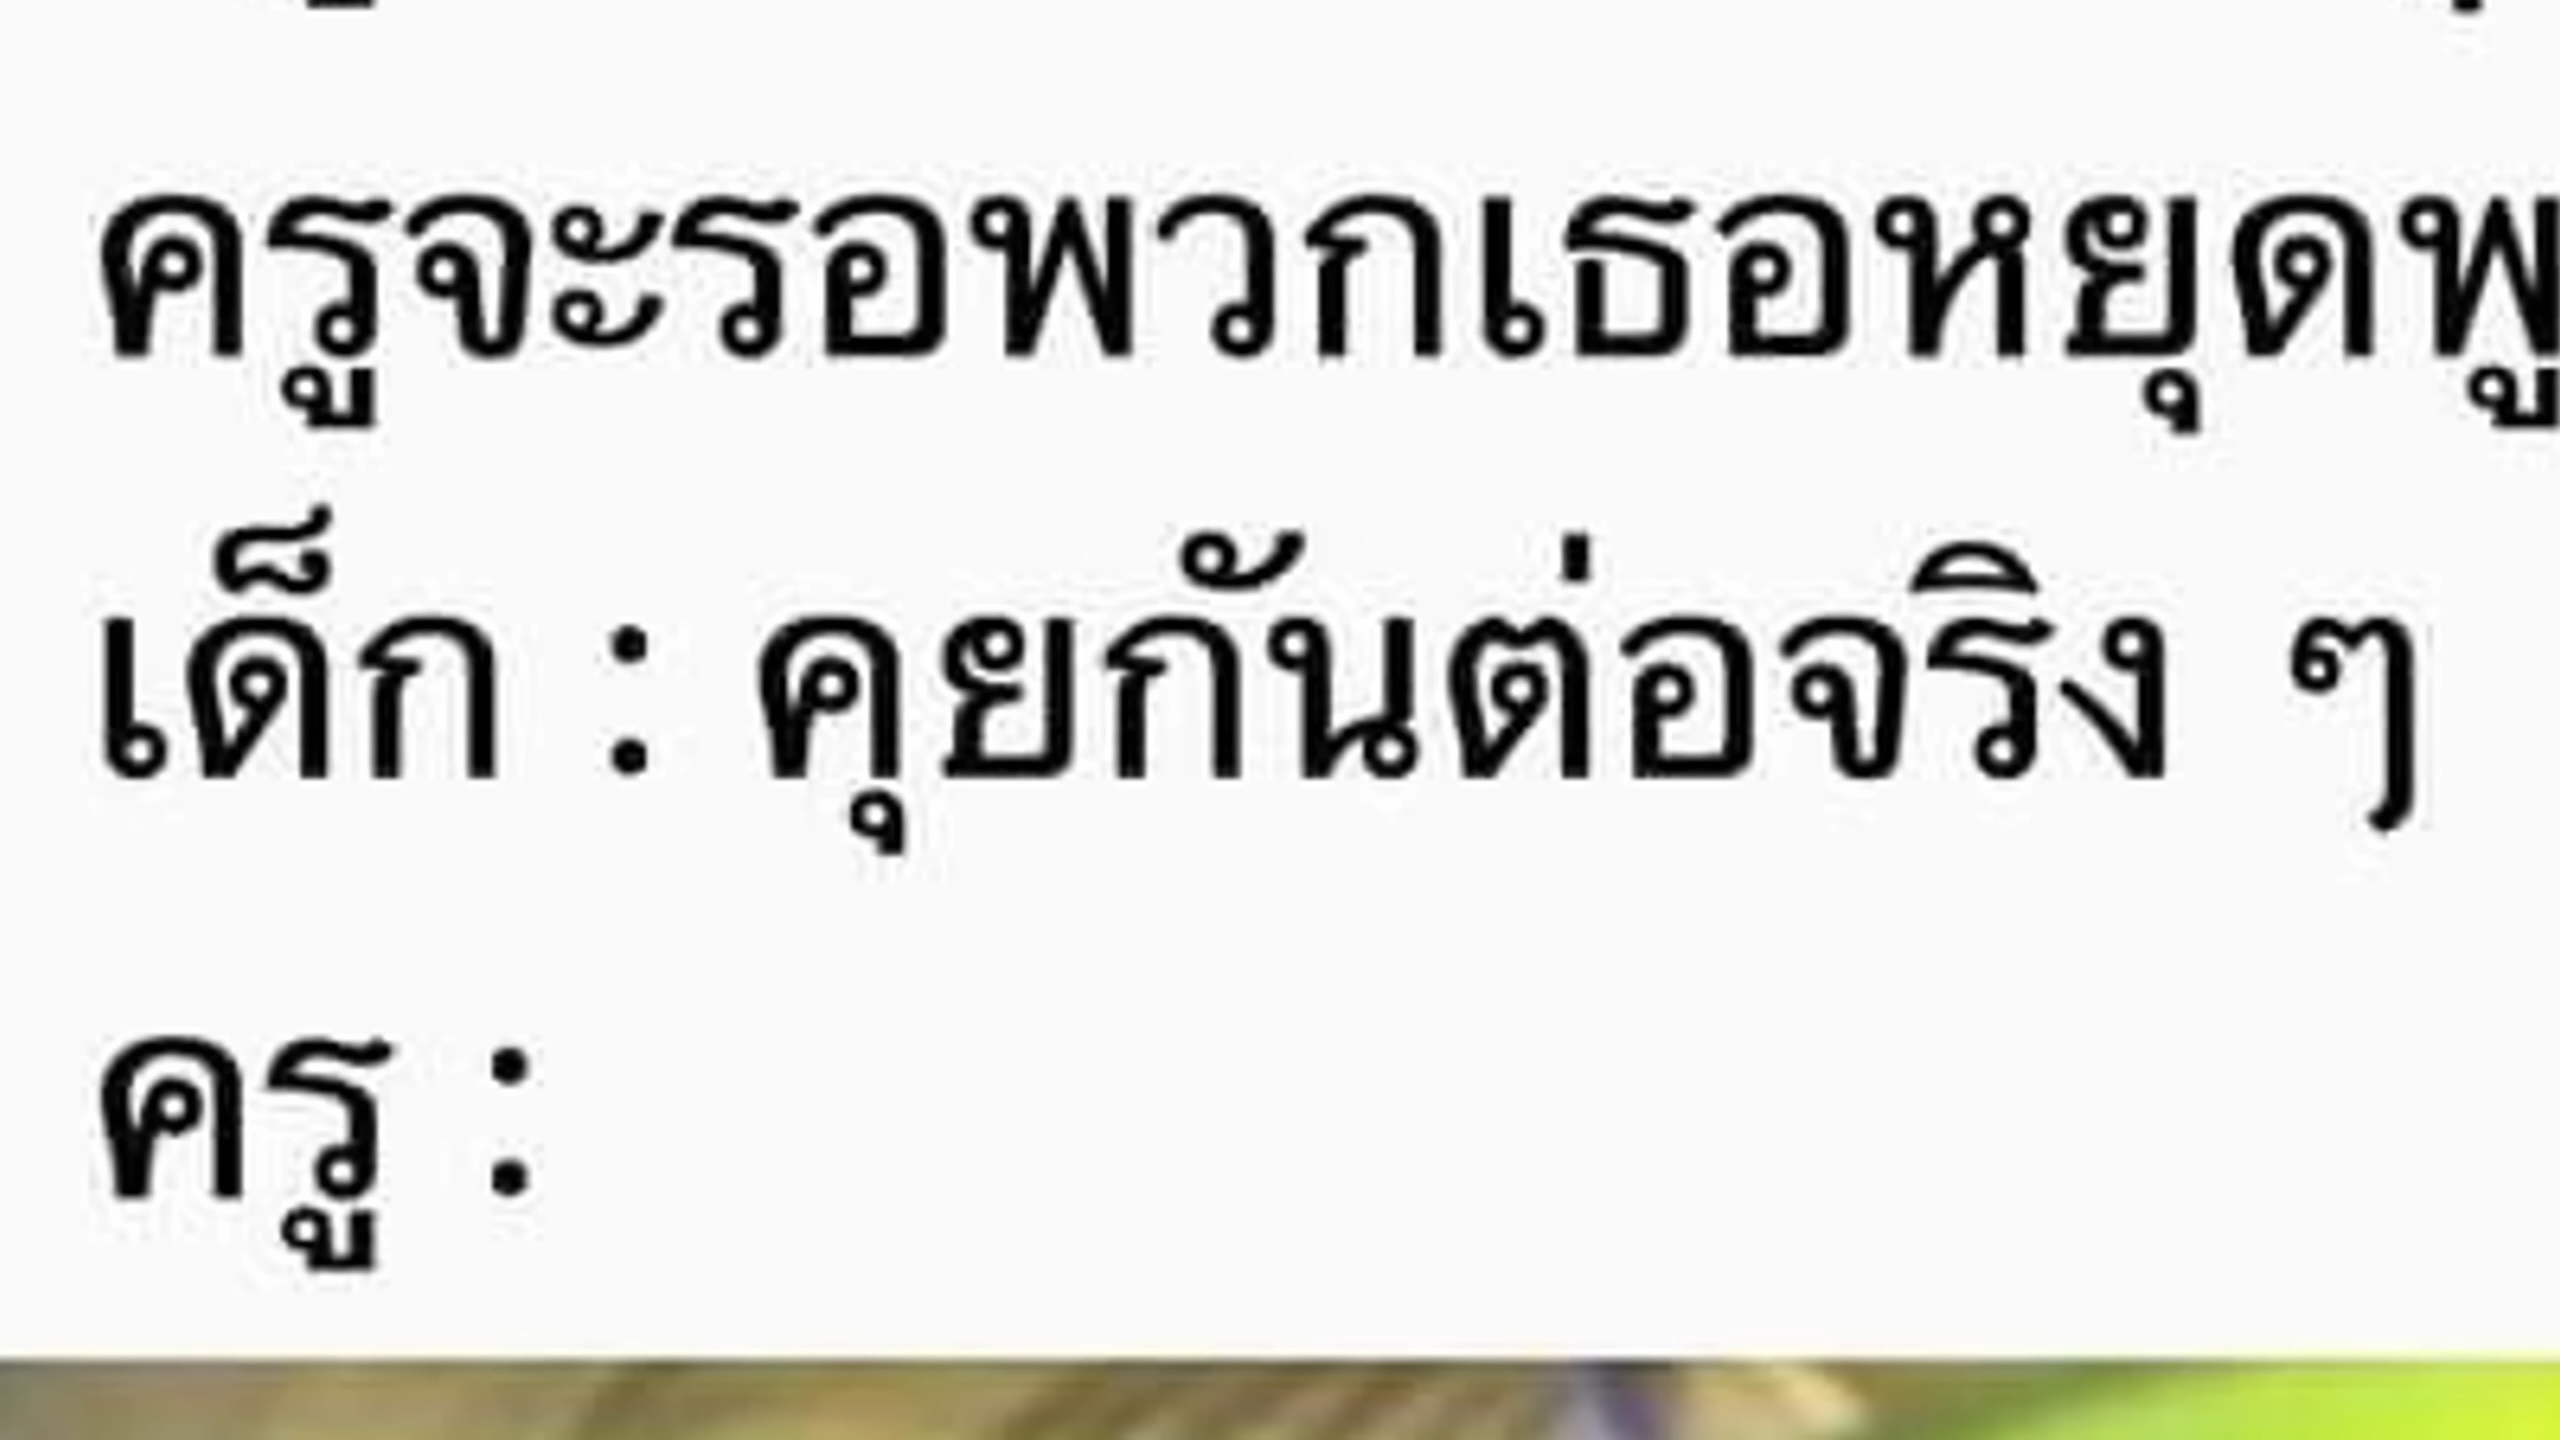 ครูจะรอพวกเธอหยุดพู
เด็ก : คุยกันต่อจริง ๆ
ครู :